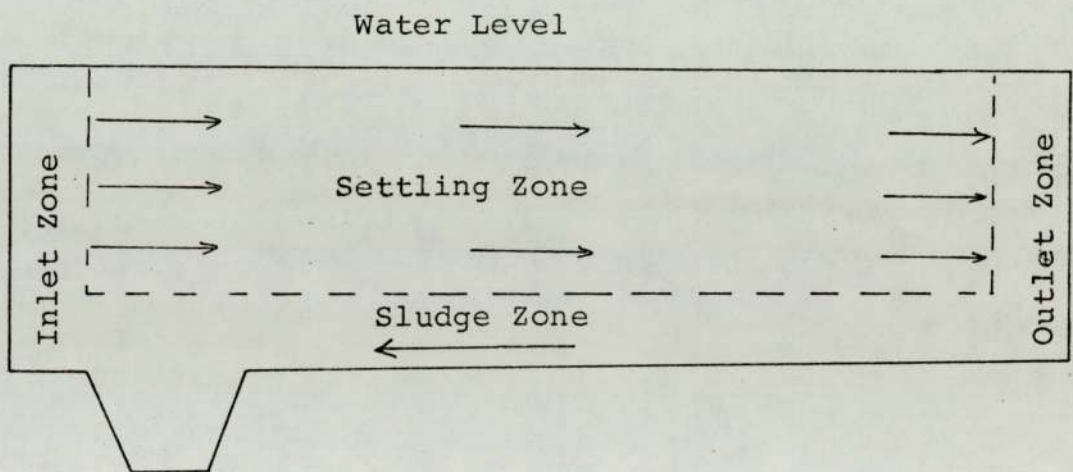 Water Level
Inlet Zone
Settling Zone
Sludge Zone
Outlet Zone